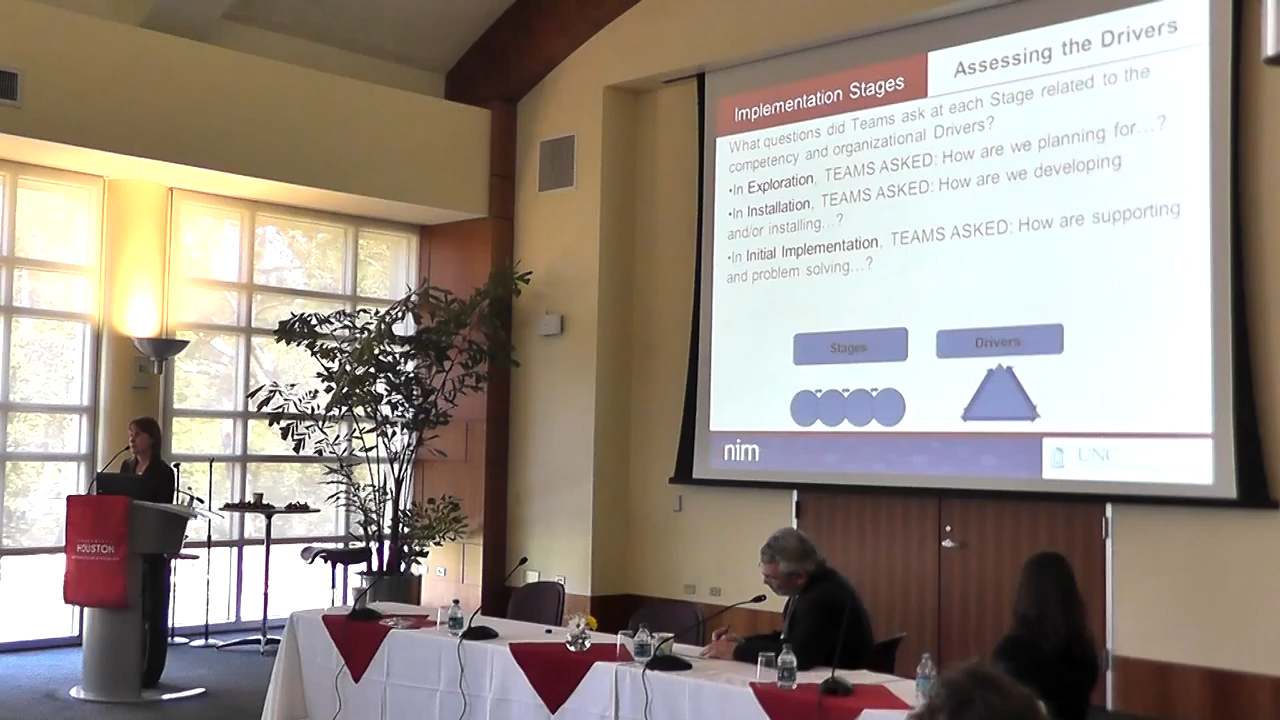 Implementation Stages
Assessing the Drivers
What questions did Teams ask at each Stage related to the
competency and organizational Drivers?
•In Exploration, TEAMS ASKED: How are we planning for…?
•In Installation, TEAMS ASKED: How are we developing
and/or installing…?
•In Initial Implementation, TEAMS ASKED: How are supporting
and problem solving…?
Stages
Drivers
nirn
UNC
HOUSTON